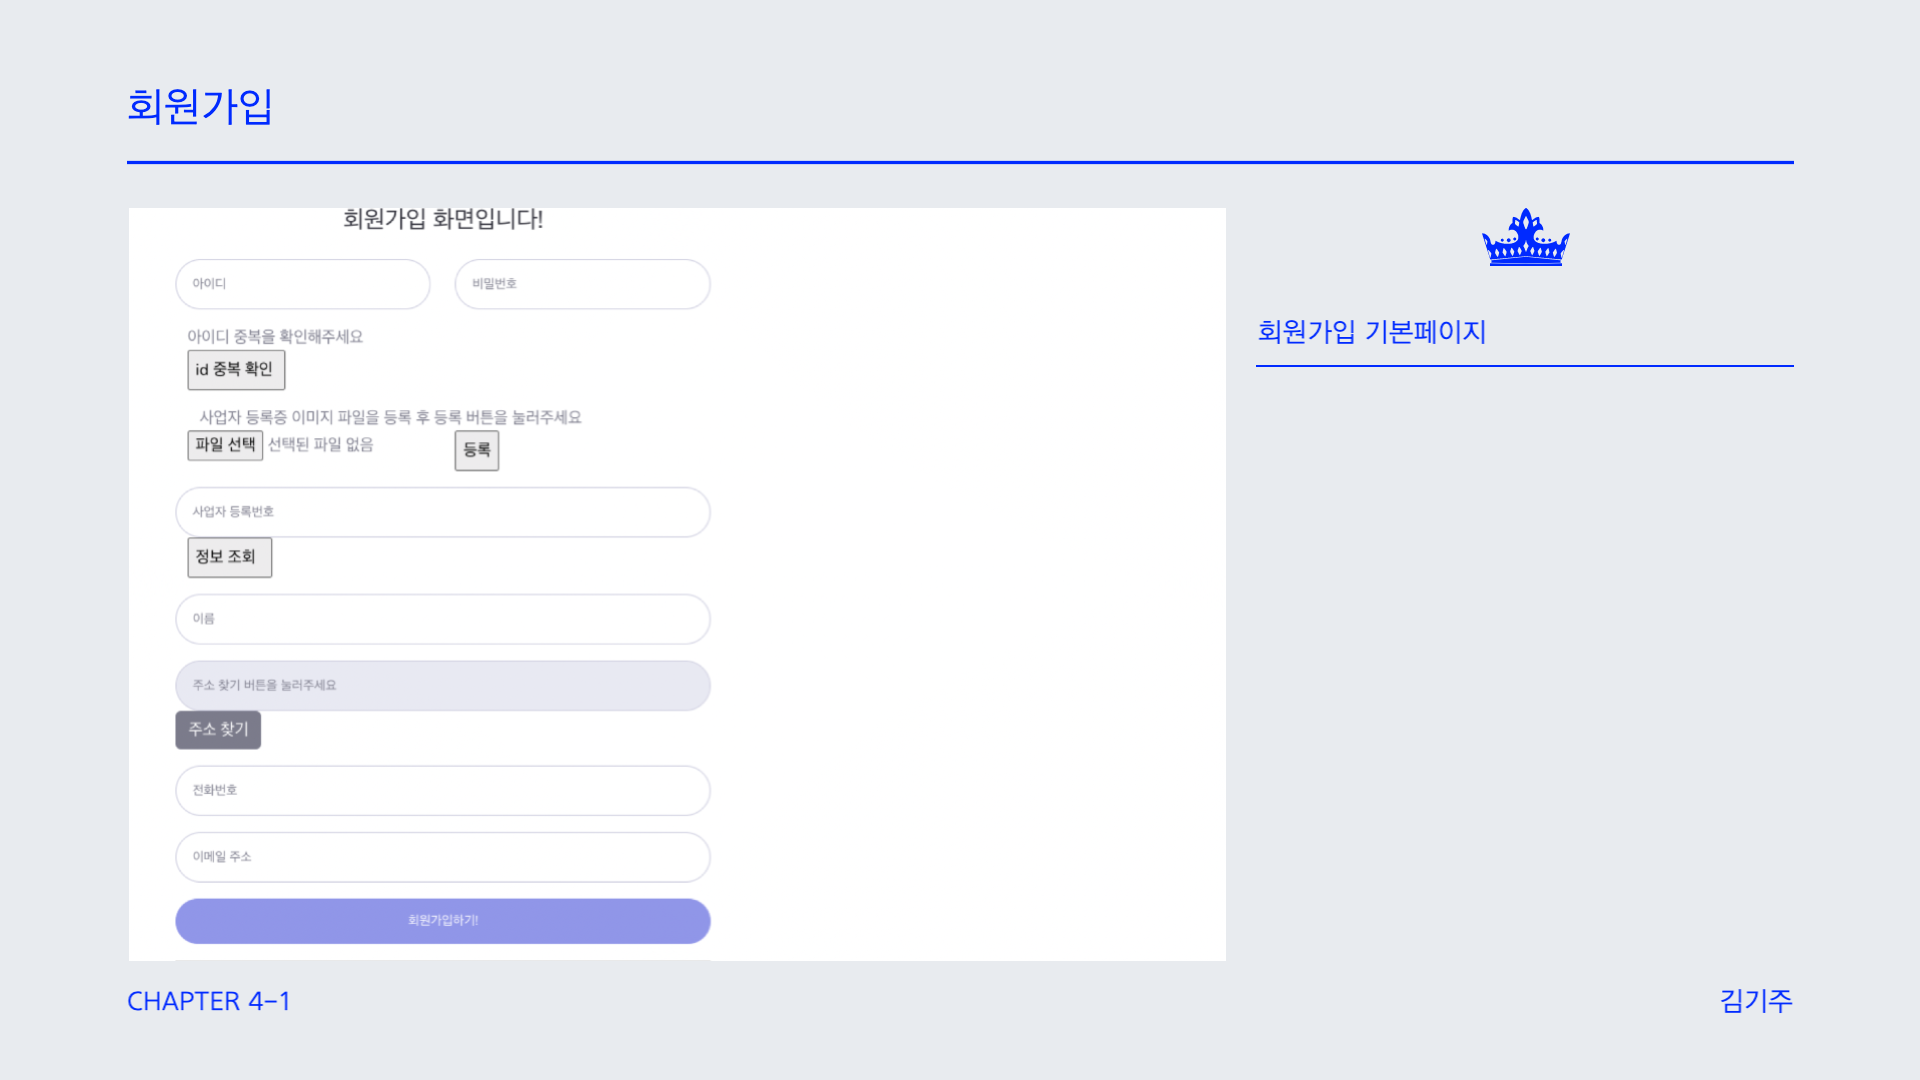 회원가입
회원가입 화면입니다!
아이디
비밀번호
아이디 중복을 확인해주세요
id 중복 확인
사업자 등록증 이미지 파일을 등록 후 등록 버튼을 눌러주세요
파일 선택 선택된 파일 없음
등록
사업자 등록번호
정보 조회
이름
주소 찾기 버튼을 눌러주세요
주소 찾기
전화번호
이메일 주소
회원가입하기!
회원가입 기본페이지
CHAPTER 4-1
김기주